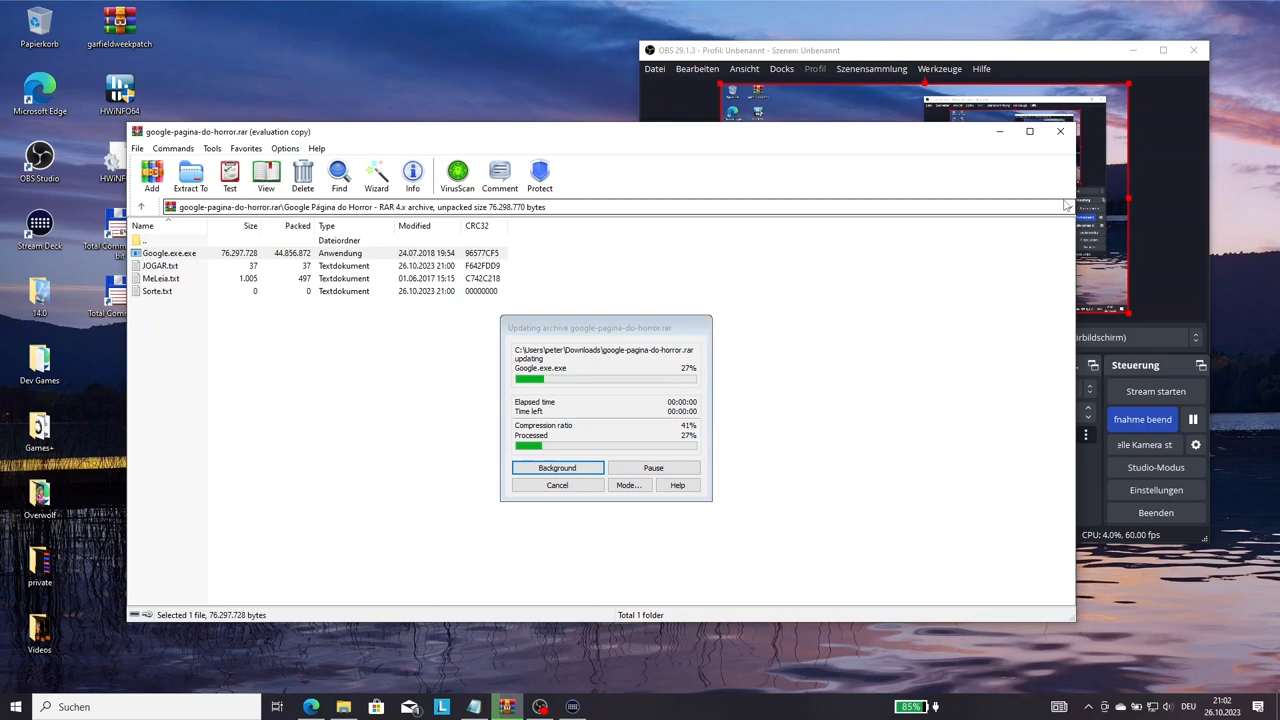 Papierkorb
garfieldweekpatch
Microsoft Edge
HWiNFO64
OBS Studio
HWiNF
Stream Deck
Total Comm
bit
14.0
Total Com
Dev Games
Games+
Overwolf
private
Videos
OBS 29.1.3 - Profil: Unbenannt - Szenen: Unbenannt
Datei Bearbeiten Ansicht Docks Profil Szenensammlung Werkzeuge Hilfe
google-pagina-do-horror.rar (evaluation copy)
File Commands Tools Favorites Options Help
Add Extract To Test View Delete Find Wizard Info VirusScan Comment Protect
google-pagina-do-horror.rar\Google Página do Horror - RAR 4.x archive, unpacked size 76.298.770 bytes
Name Size Packed Type Modified CRC32
.. Dateiordner
Google.exe.exe 76.297.728 44.856.872 Anwendung 24.07.2018 19:54 96577CF5
JOGAR.txt 37 37 Textdokument 26.10.2023 21:00 F642FDD9
MeLeia.txt 1.005 497 Textdokument 01.06.2017 15:15 C742C218
Sorte.txt 0 0 Textdokument 26.10.2023 21:00 00000000
Updating archive google-pagina-do-horror.rar
C:\Users\peter\Downloads\google-pagina-do-horror.rar
updating
Google.exe.exe 27%
Elapsed time 00:00:00
Time left 00:00:00
Compression ratio 41%
Processed 27%
Background Pause
Cancel Mode... Help
Selected 1 file, 76.297.728 bytes Total 1 folder
ärbildschirm)
Steuerung
Stream starten
fnahme beend
elle Kamera st
Studio-Modus
Einstellungen
Beenden
CPU: 4.0%, 60.00 fps
Suchen
L
85%
DEU
21:02
26.10.2023